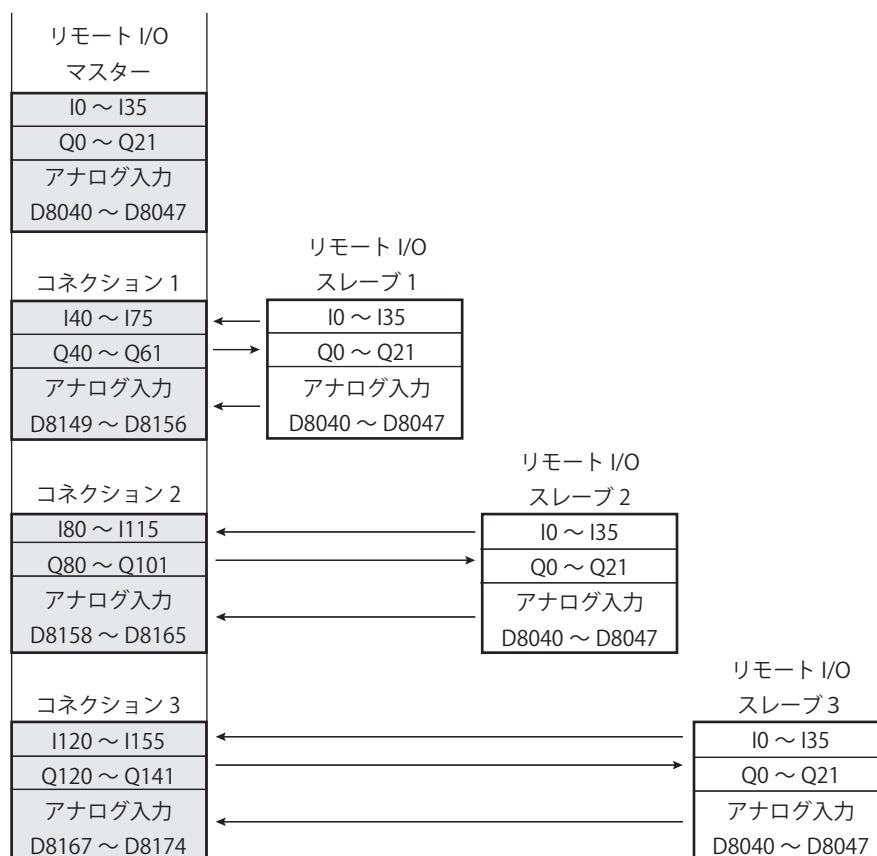 リモート I/O
マスター
I0 ～ I35
Q0 ～ Q21
アナログ入力
D8040 ～ D8047
コネクション 1
I40 ～ I75
Q40 ～ Q61
アナログ入力
D8149 ～ D8156
リモート I/O
スレーブ 1
I0 ～ I35
Q0 ～ Q21
アナログ入力
D8040 ～ D8047
コネクション 2
I80 ～ I115
Q80 ～ Q101
アナログ入力
D8158 ～ D8165
リモート I/O
スレーブ 2
I0 ～ I35
Q0 ～ Q21
アナログ入力
D8040 ～ D8047
コネクション 3
I120 ～ I155
Q120 ～ Q141
アナログ入力
D8167 ～ D8174
リモート I/O
スレーブ 3
I0 ～ I35
Q0 ～ Q21
アナログ入力
D8040 ～ D8047